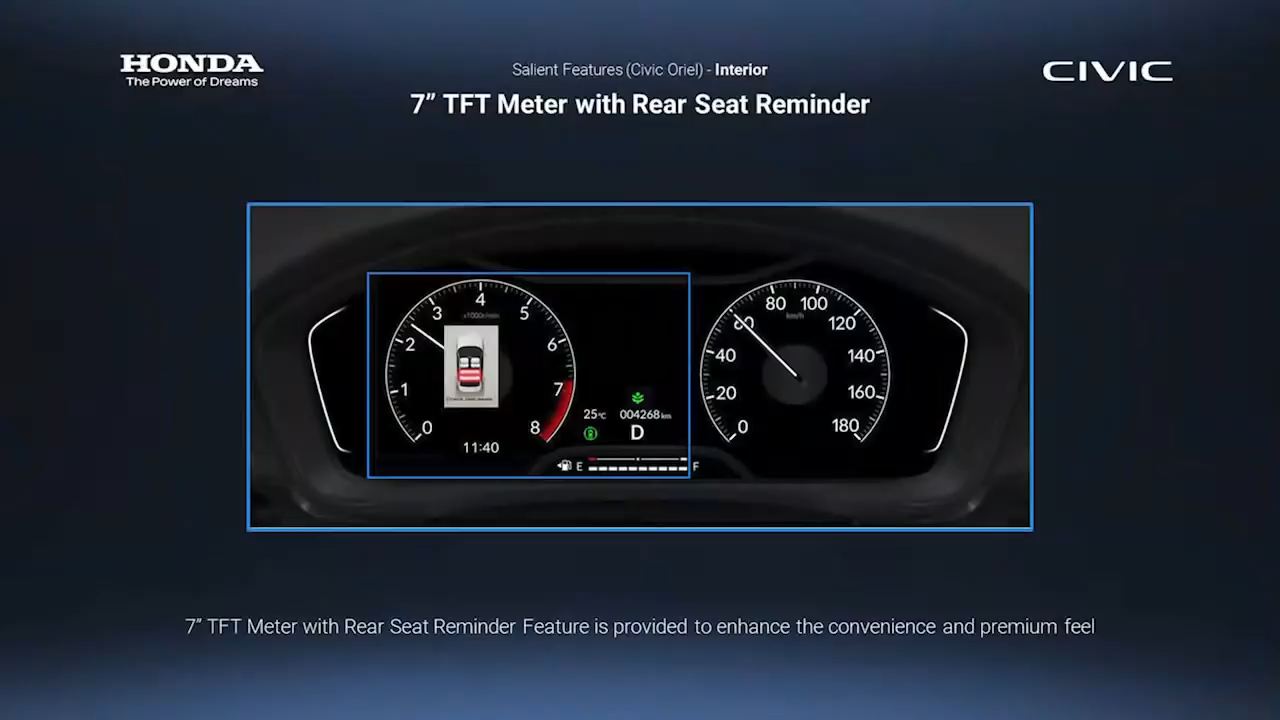 HONDA
The Power of Dreams
Salient Features (Civic Oriel) - Interior
CIVIC
7” TFT Meter with Rear Seat Reminder
0
1
2
3
4
5
6
7
8
x1000r/min
11:40
25°C
004268 km
D
E
F
0
20
40
60
80
100
120
140
160
180
km/h
7” TFT Meter with Rear Seat Reminder Feature is provided to enhance the convenience and premium feel